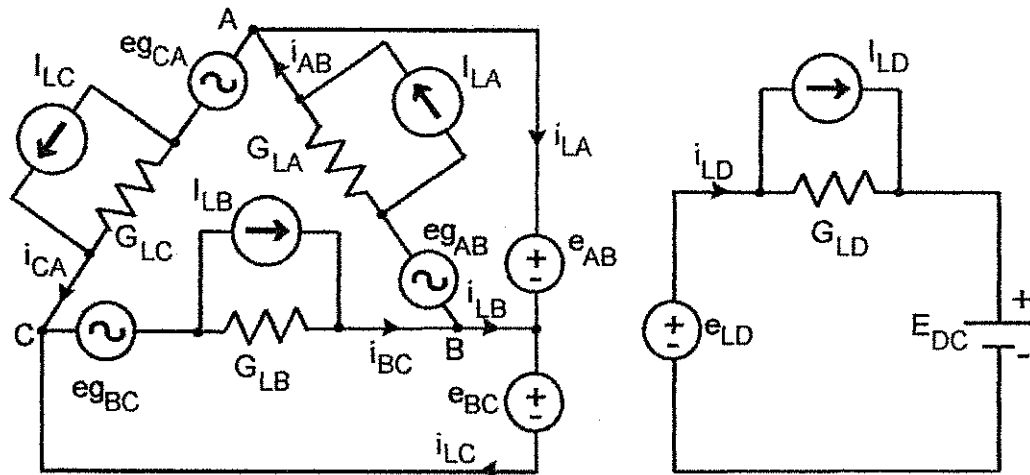 A
eg_CA
i_AB
I_LC
I_LA
I_LD
G_LA
i_LA
i_LD
I_LB
G_LC
eg_AB
G_LD
i_CA
e_AB
i_LB
C
B
e_LD
E_DC
i_BC
G_LB
eg_BC
e_BC
i_LC